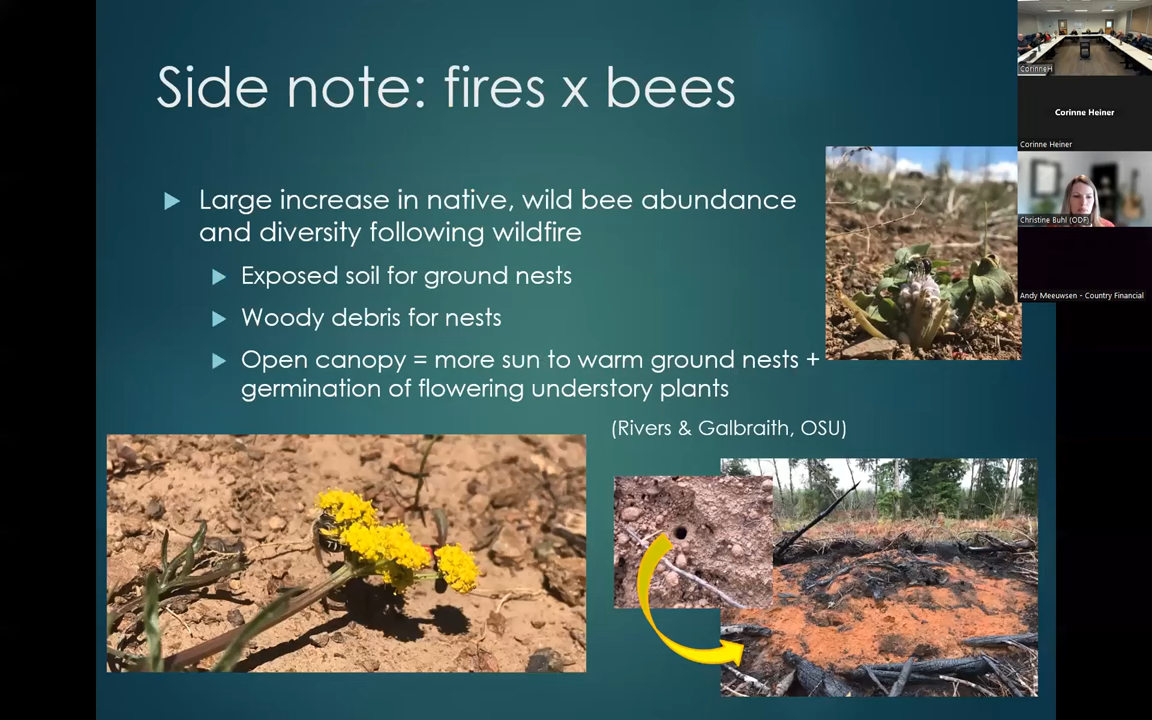 Side note: fires x bees
Large increase in native, wild bee abundance
and diversity following wildfire
Exposed soil for ground nests
Woody debris for nests
Open canopy = more sun to warm ground nests +
germination of flowering understory plants
(Rivers & Galbraith, OSU)
CorinneH
Corinne Heiner
Corinne Heiner
Christine Buhl (ODF)
Andy Meeuwsen - Country Financial